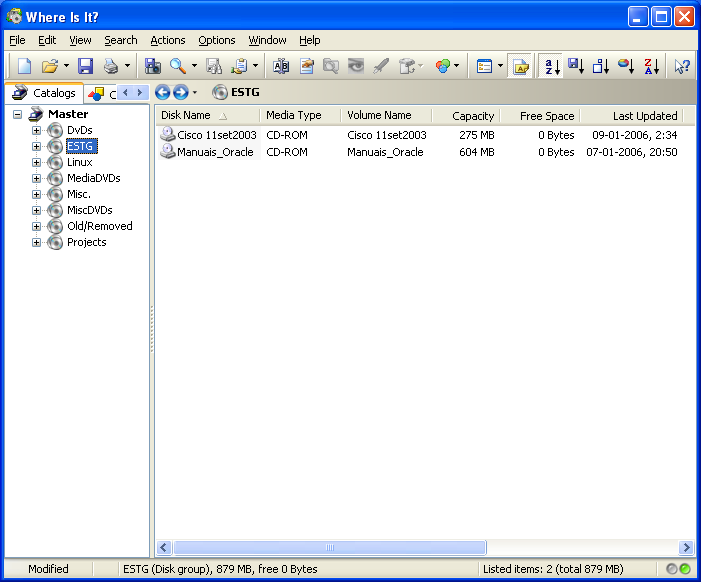 Where Is It?
File Edit View Search Actions Options Window Help
Catalogs C ESTG
Disk Name Media Type Volume Name Capacity Free Space Last Updated
Cisco 11set2003 CD-ROM Cisco 11set2003 275 MB 0 Bytes 09-01-2006, 2:34
Manuais_Oracle CD-ROM Manuais_Oracle 604 MB 0 Bytes 07-01-2006, 20:50
Master
DvDs
ESTG
Linux
MediaDVDs
Misc.
MiscDVDs
Old/Removed
Projects
Modified ESTG (Disk group), 879 MB, free 0 Bytes Listed items: 2 (total 879 MB)